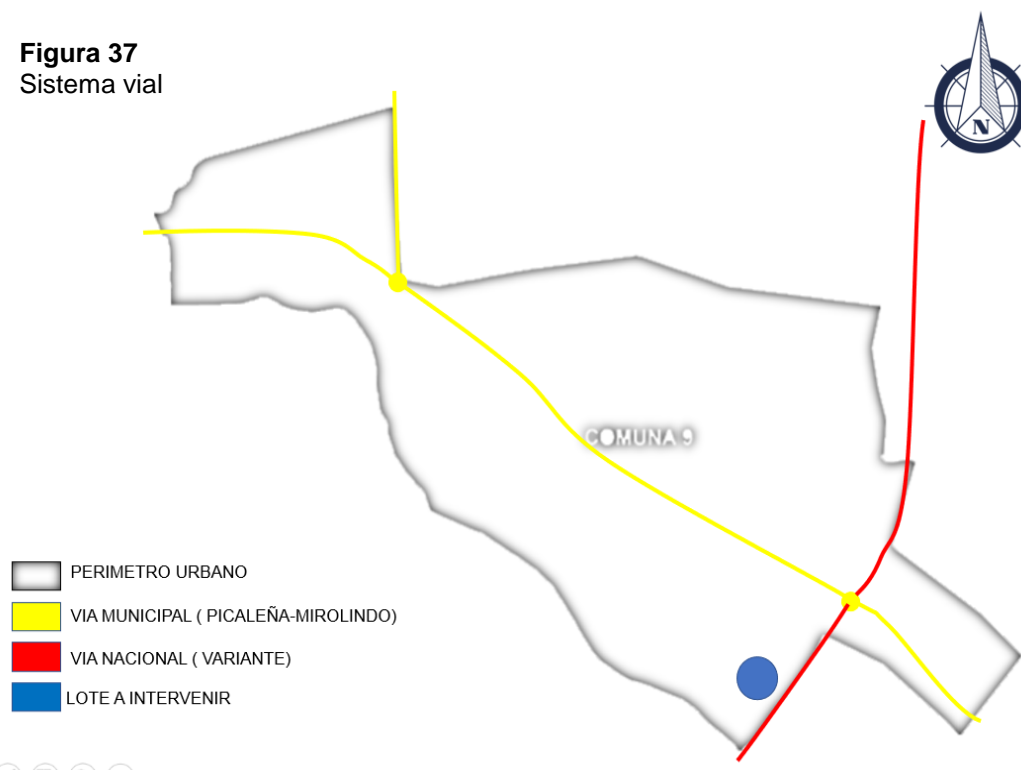 Figura 37
Sistema vial
N
COMUNA 9
PERIMETRO URBANO
VIA MUNICIPAL ( PICALEÑA-MIROLINDO)
VIA NACIONAL ( VARIANTE)
LOTE A INTERVENIR